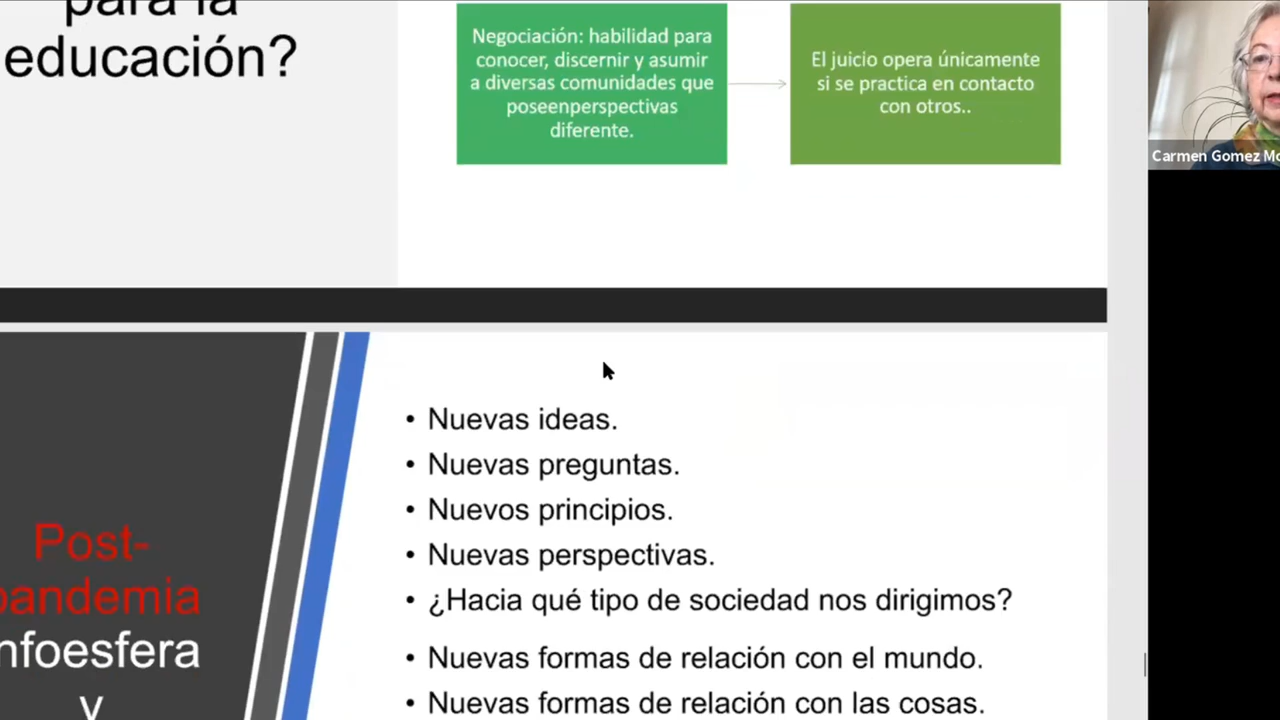 para la
educación?
Negociación: habilidad para
conocer, discernir y asumir
a diversas comunidades que
poseenperspectivas
diferente.
El juicio opera únicamente
si se practica en contacto
con otros..
Carmen Gomez Mo
Post-
pandemia
nfoesfera
y
• Nuevas ideas.
• Nuevas preguntas.
• Nuevos principios.
• Nuevas perspectivas.
• ¿Hacia qué tipo de sociedad nos dirigimos?
• Nuevas formas de relación con el mundo.
• Nuevas formas de relación con las cosas.